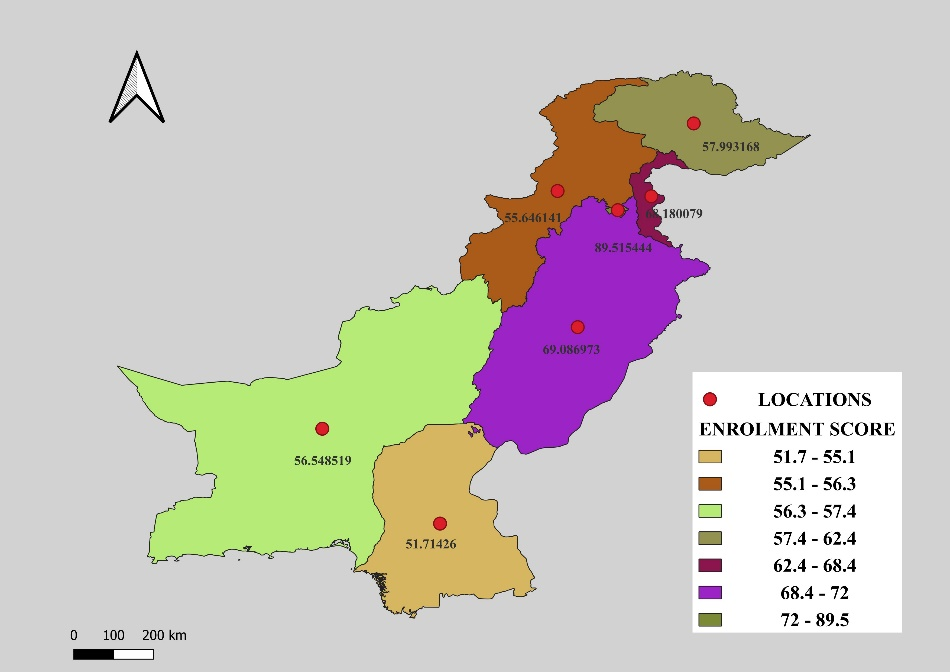 57.993168
55.646141
68.180079
89.515444
69.086973
56.548519
51.71426
LOCATIONS
ENROLMENT SCORE
51.7 - 55.1
55.1 - 56.3
56.3 - 57.4
57.4 - 62.4
62.4 - 68.4
68.4 - 72
72 - 89.5
0 100 200 km